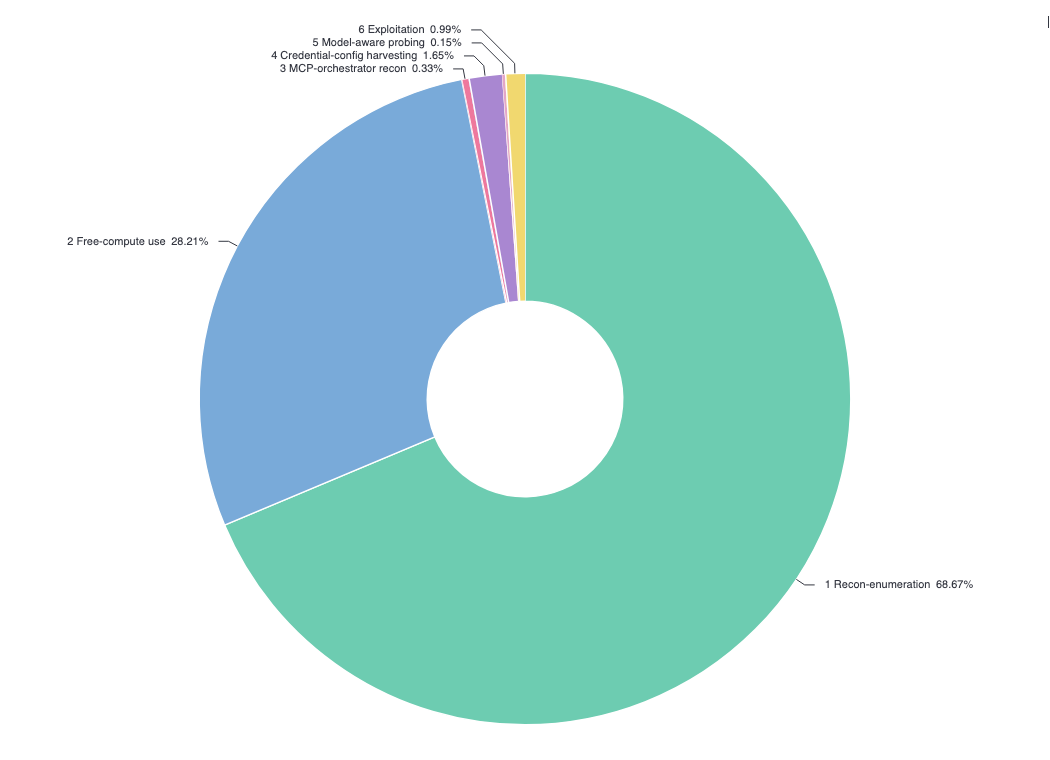 6 Exploitation 0.99%
5 Model-aware probing 0.15%
4 Credential-config harvesting 1.65%
3 MCP-orchestrator recon 0.33%
2 Free-compute use 28.21%
1 Recon-enumeration 68.67%